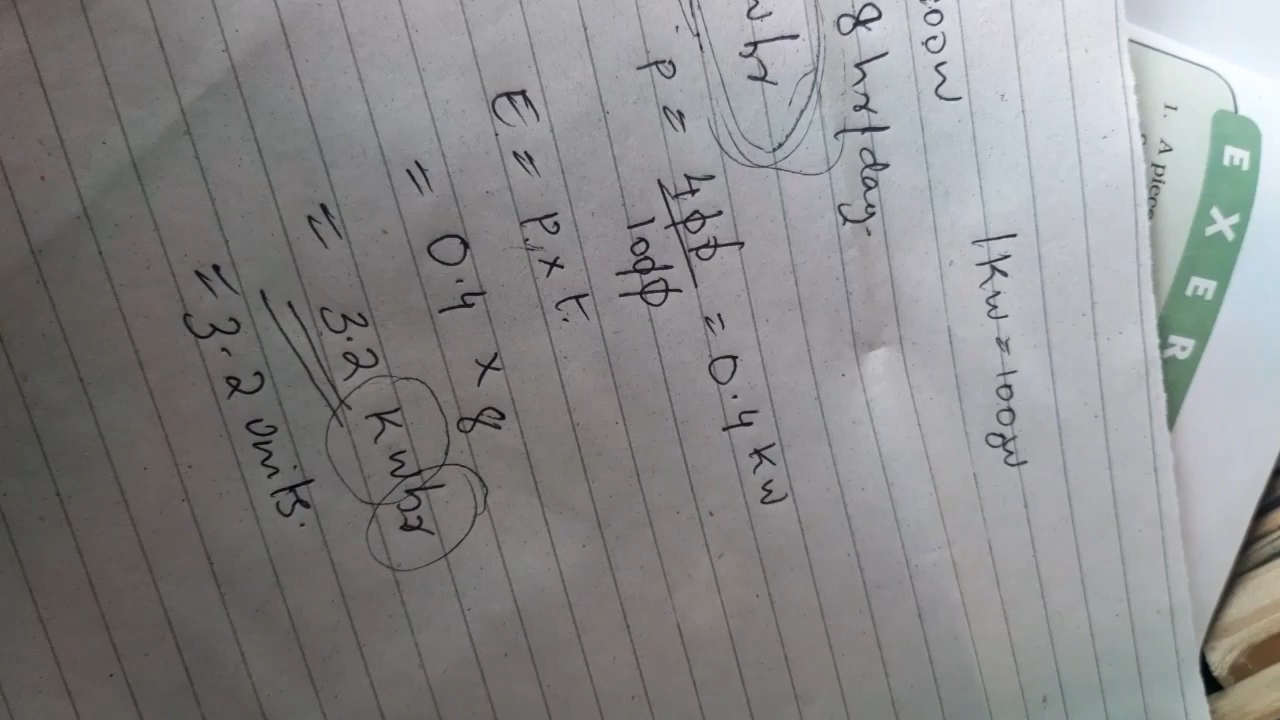 EXER
1. A piece
00W
1KW = 1000W
8 hr/day.
whr
P = 400/1000 = 0.4 KW
E = P x t.
= 0.4 x 8
= 3.2 Kwhr
= 3.2 units.